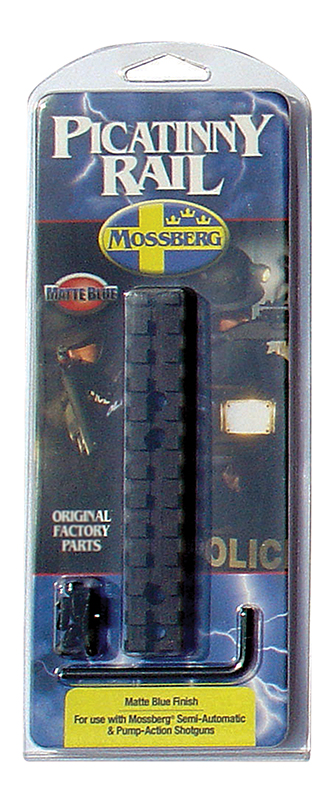 PICATINNY
RAIL
MOSSBERG
MATTE BLUE
ORIGINAL
FACTORY
PARTS
OLIC
Matte Blue Finish
For use with Mossberg® Semi-Automatic
& Pump-Action Shotguns